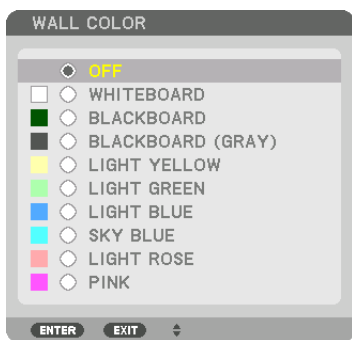 WALL COLOR
OFF
WHITEBOARD
BLACKBOARD
BLACKBOARD (GRAY)
LIGHT YELLOW
LIGHT GREEN
LIGHT BLUE
SKY BLUE
LIGHT ROSE
PINK
ENTER EXIT